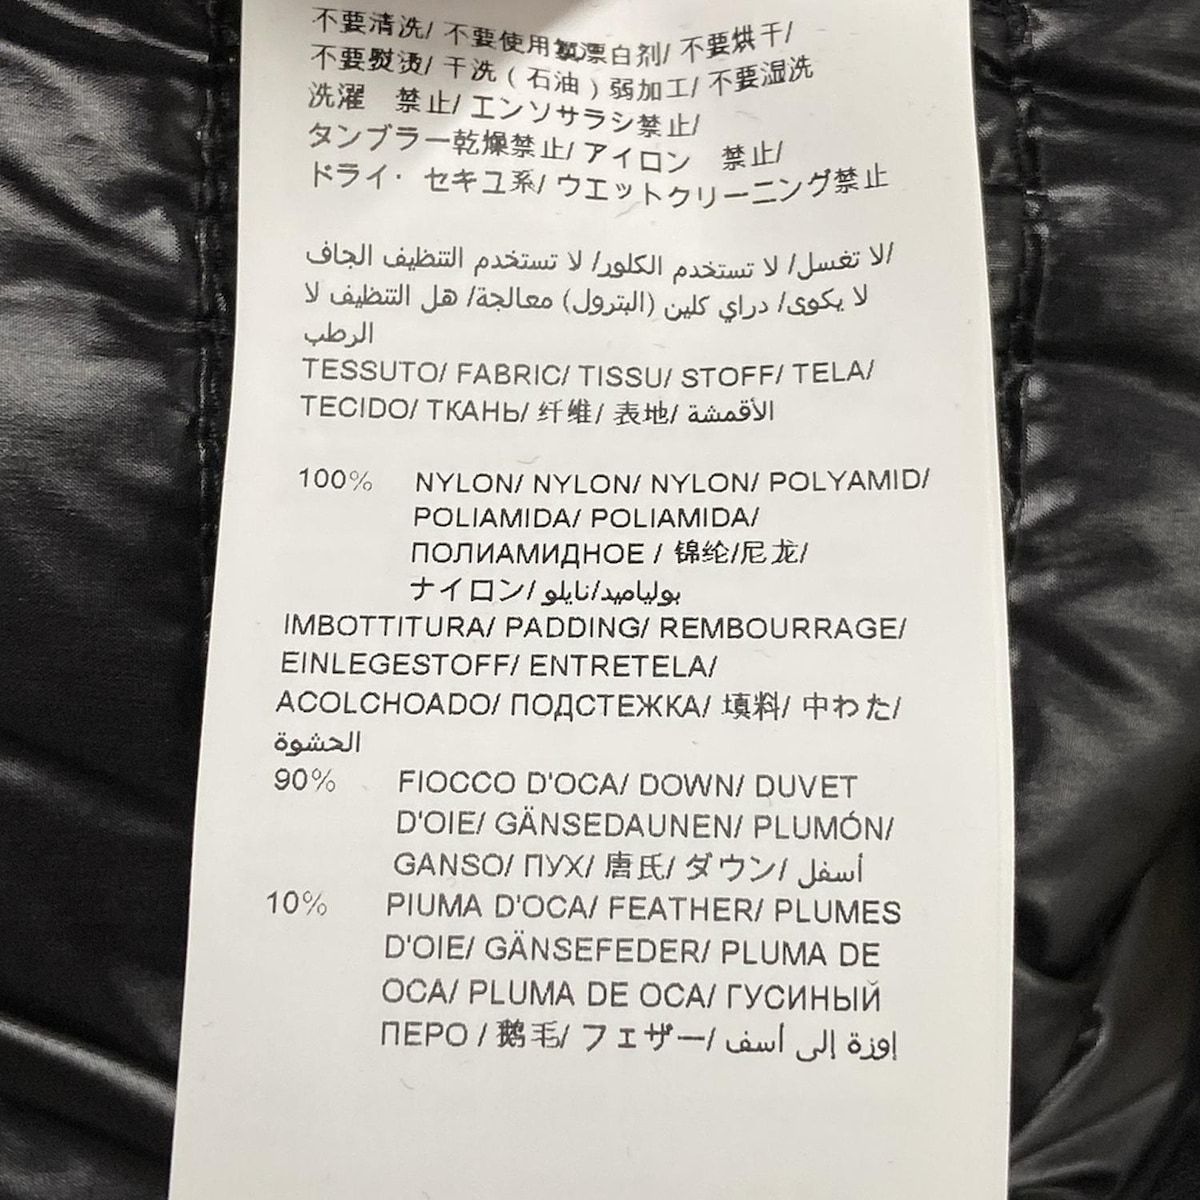 不要清洗/ 不要使用氯漂白剂/ 不要烘干/
不要熨烫/ 干洗（石油）弱加工/ 不要湿洗
洗濯　禁止/ エンソサラシ禁止/
タンブラー乾燥禁止/ アイロン　禁止/
ドライ・セキユ系/ ウエットクリーニング禁止
لا تغسل/ لا تستخدم الكلور/ لا تستخدم التنظيف الجاف/
لا يكوى/ دراي كلين (البترول) معالجة/ هل التنظيف لا
الرطب
TESSUTO/ FABRIC/ TISSU/ STOFF/ TELA/
TECIDO/ ТКАНЬ/ 纤维/ 表地/ الأقمشة
100% NYLON/ NYLON/ NYLON/ POLYAMID/
POLIAMIDA/ POLIAMIDA/
ПОЛИАМИДНОЕ / 锦纶/尼龙/
ナイロン/ بولياميد/نايلو
IMBOTTITURA/ PADDING/ REMBOURRAGE/
EINLEGESTOFF/ ENTRETELA/
ACOLCHOADO/ ПОДСТЕЖКА/ 填料/ 中わた/
الحشوة
90% FIOCCO D'OCA/ DOWN/ DUVET
D'OIE/ GÄNSEDAUNEN/ PLUMÓN/
GANSO/ ПУХ/ 唐氏/ ダウン/ أسفل
10% PIUMA D'OCA/ FEATHER/ PLUMES
D'OIE/ GÄNSEFEDER/ PLUMA DE
OCA/ PLUMA DE OCA/ ГУСИНЫЙ
ПЕРО / 鹅毛/ フェザー/ إوزة إلى أسف